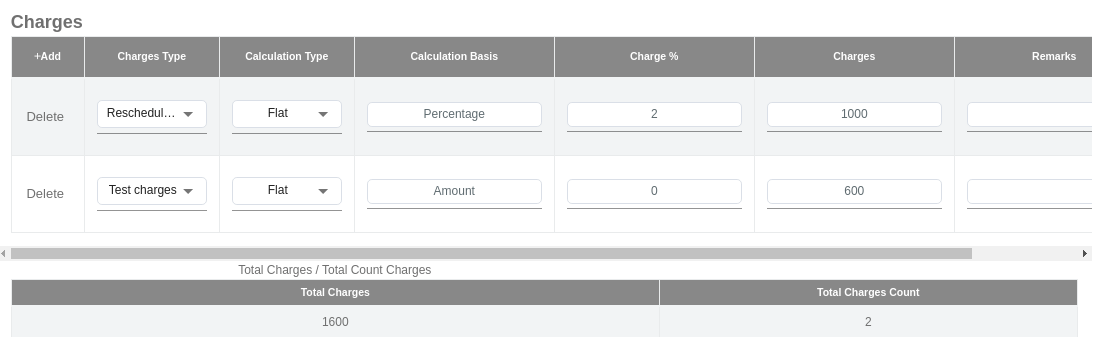 Charges
+Add Charges Type Calculation Type Calculation Basis Charge % Charges Remarks
Delete Reschedul... Flat Percentage 2 1000
Delete Test charges Flat Amount 0 600
Total Charges / Total Count Charges
Total Charges Total Charges Count
1600 2